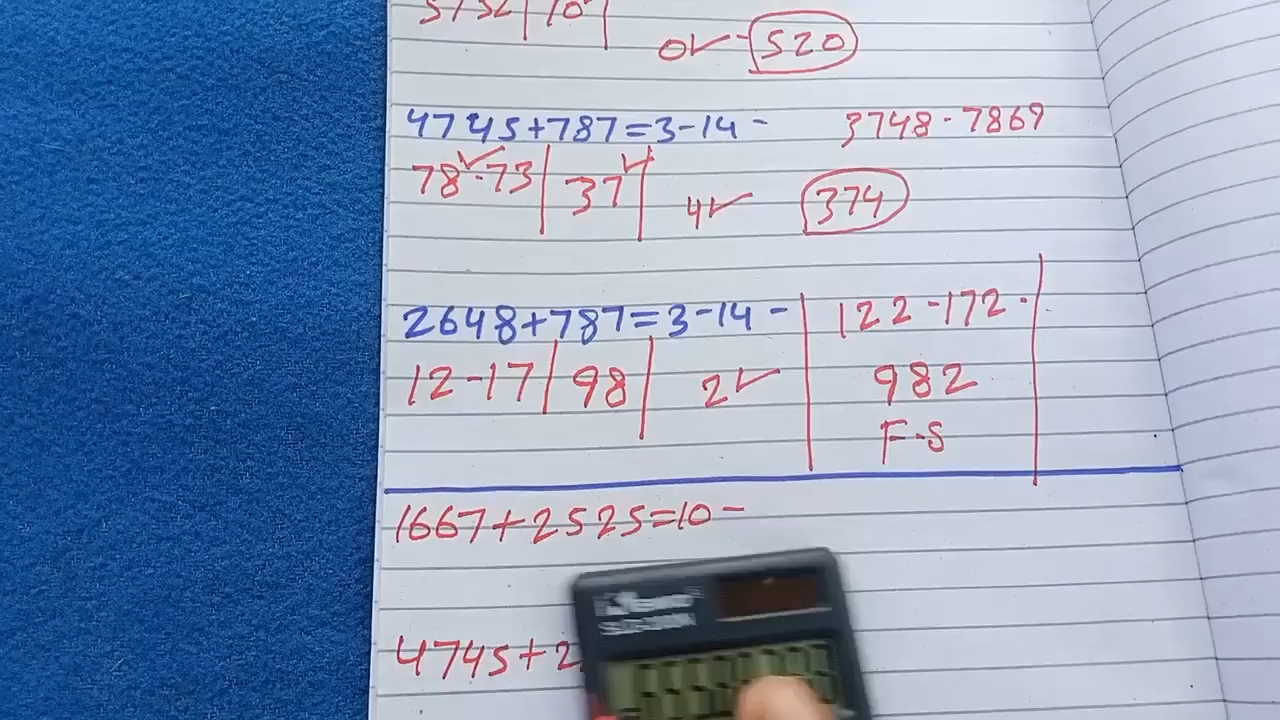 520
4745+787=3-14- 3748-7869
78-73 37 4 374
2648+787=3-14- 122-172-
12-17 98 2 982
F-S
1667+2525=10-
4745+2